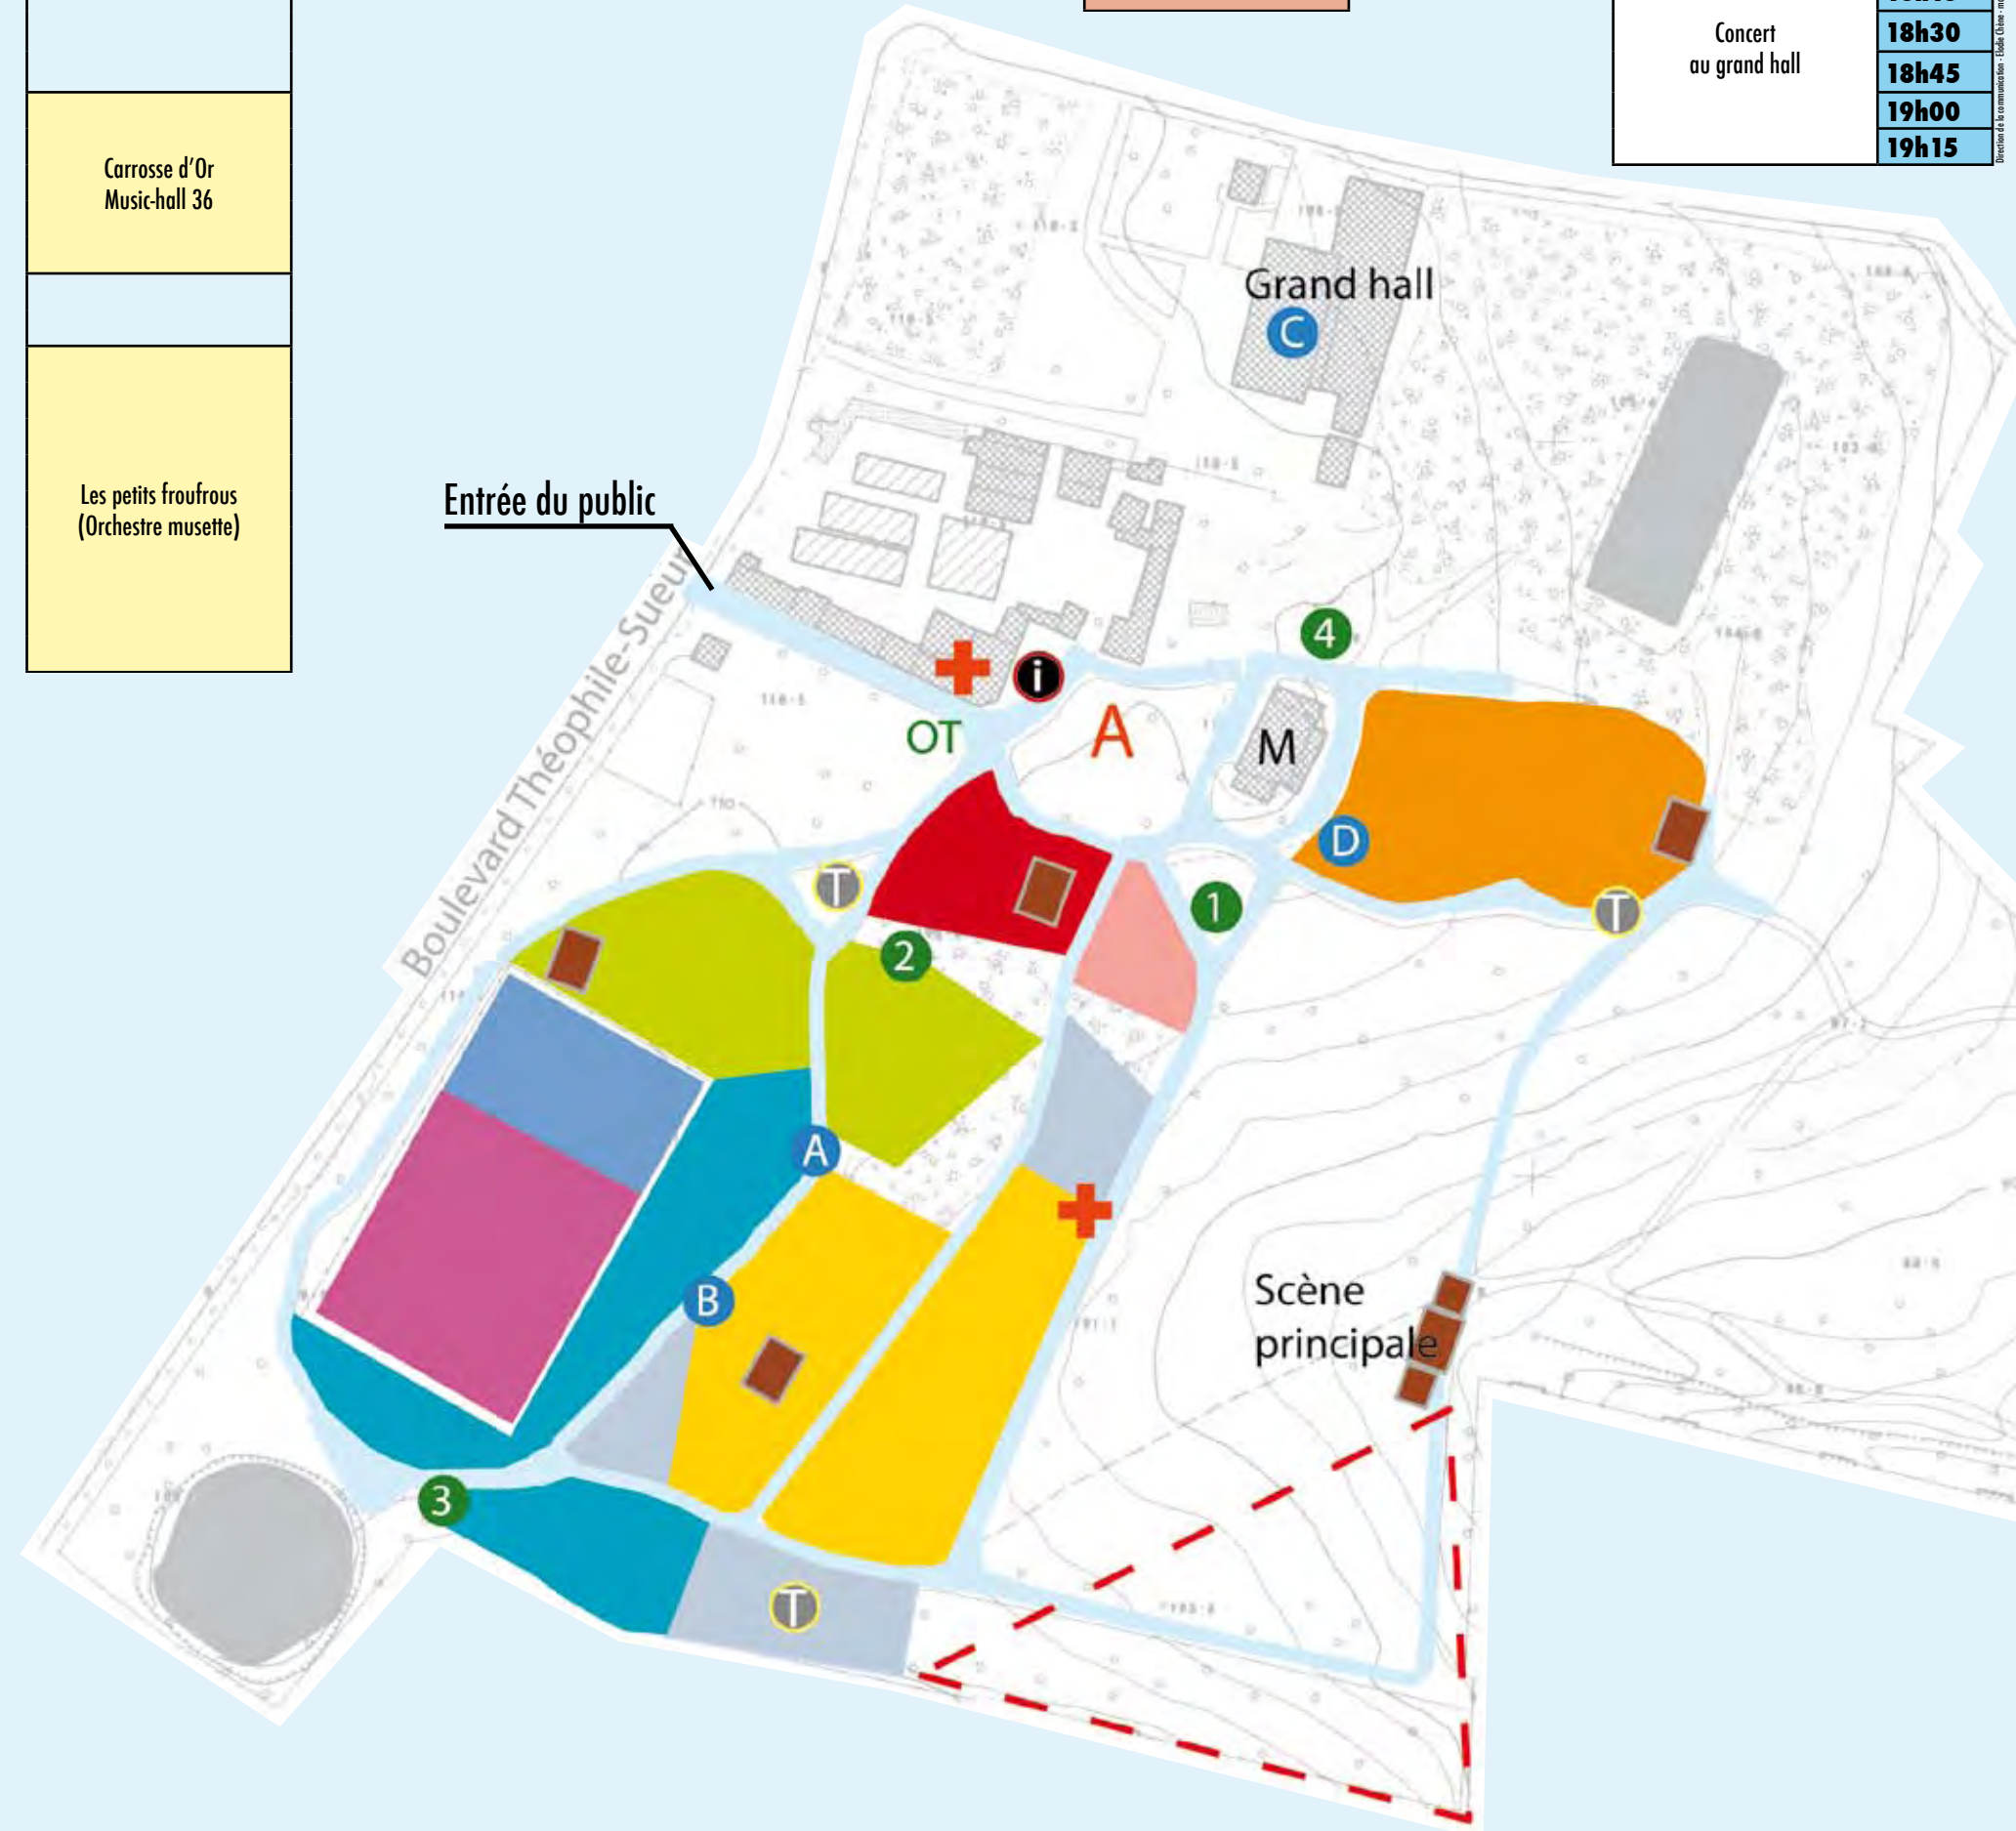 Concert
au grand hall
18h30
18h45
19h00
19h15
Carrosse d'Or
Music-hall 36
Les petits froufrous
(Orchestre musette)
Grand hall
C
Entrée du public
Boulevard Théophile-Sueur
4
i
OT
A
M
D
T
1
T
2
A
B
Scène
principale
3
T